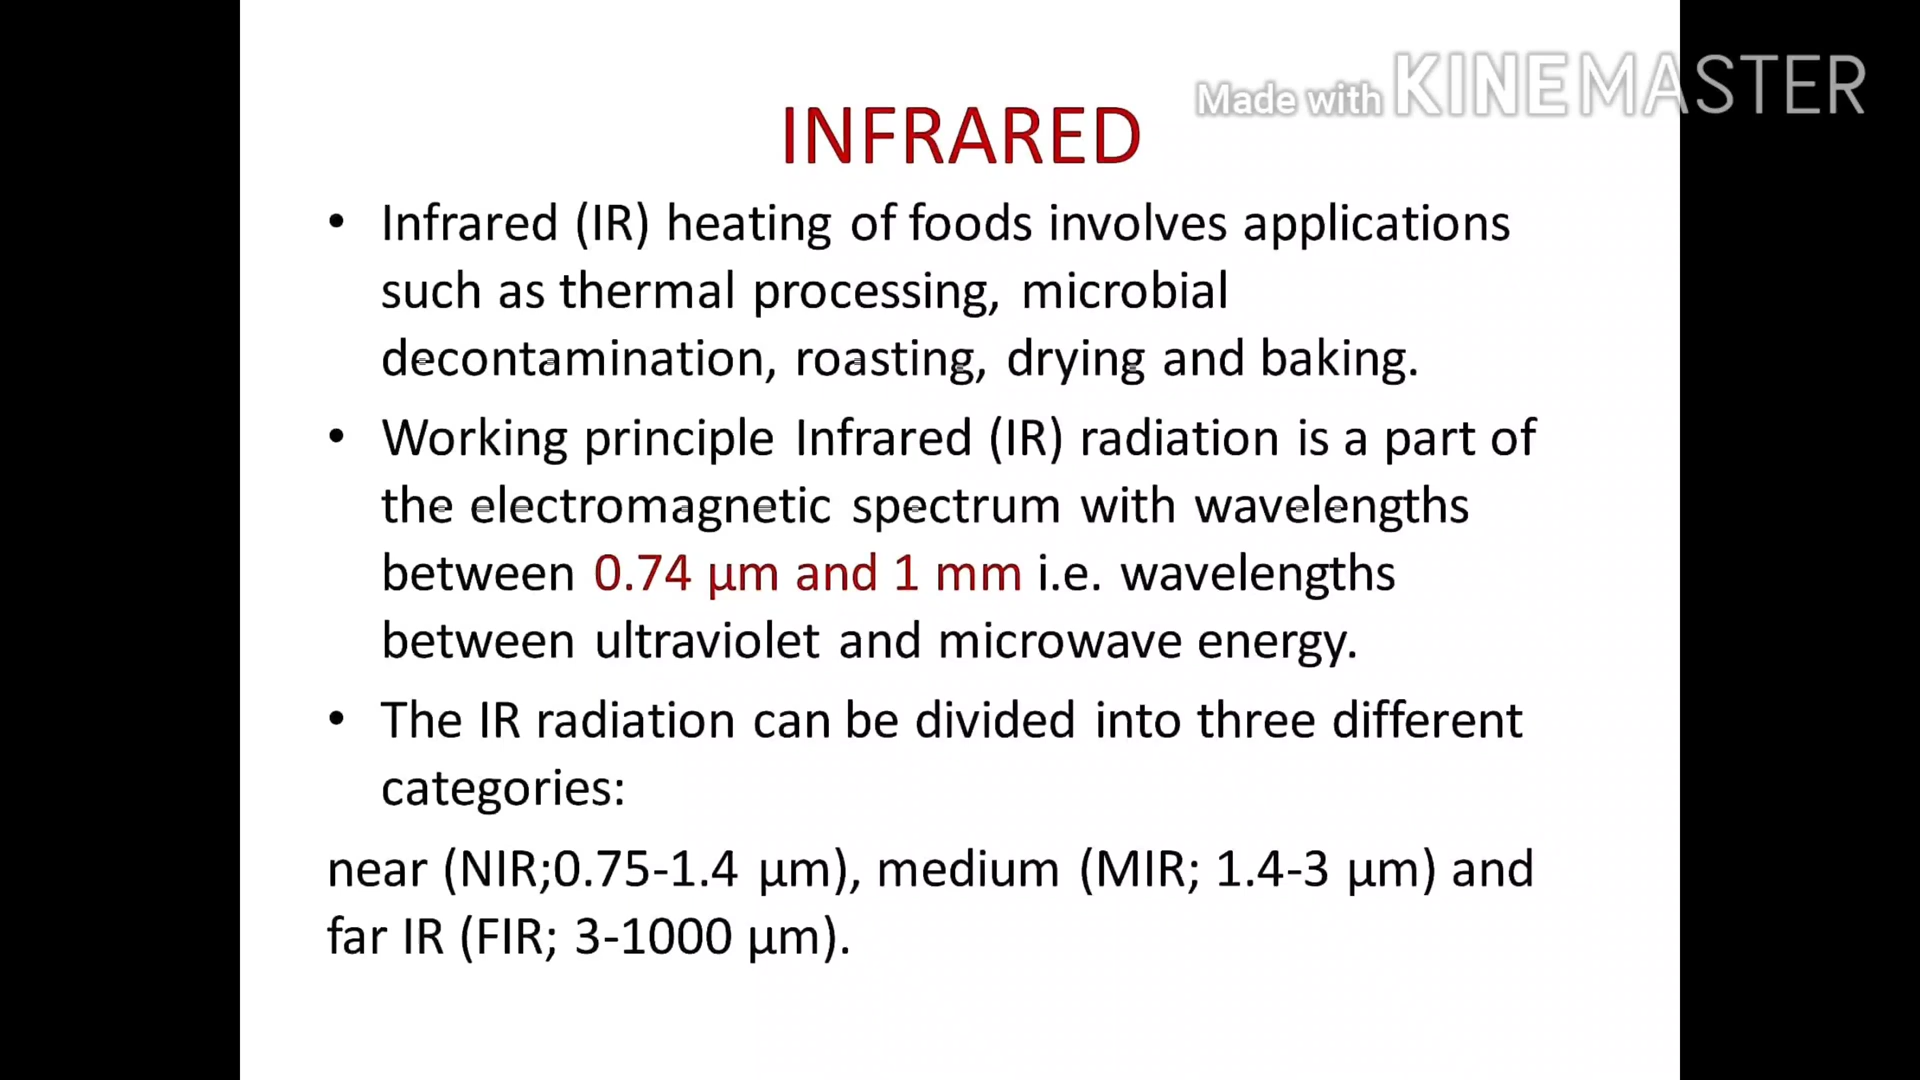 Made with KINEMASTER
INFRARED
• Infrared (IR) heating of foods involves applications
such as thermal processing, microbial
decontamination, roasting, drying and baking.
• Working principle Infrared (IR) radiation is a part of
the electromagnetic spectrum with wavelengths
between 0.74 µm and 1 mm i.e. wavelengths
between ultraviolet and microwave energy.
• The IR radiation can be divided into three different
categories:
near (NIR;0.75-1.4 µm), medium (MIR; 1.4-3 µm) and
far IR (FIR; 3-1000 µm).